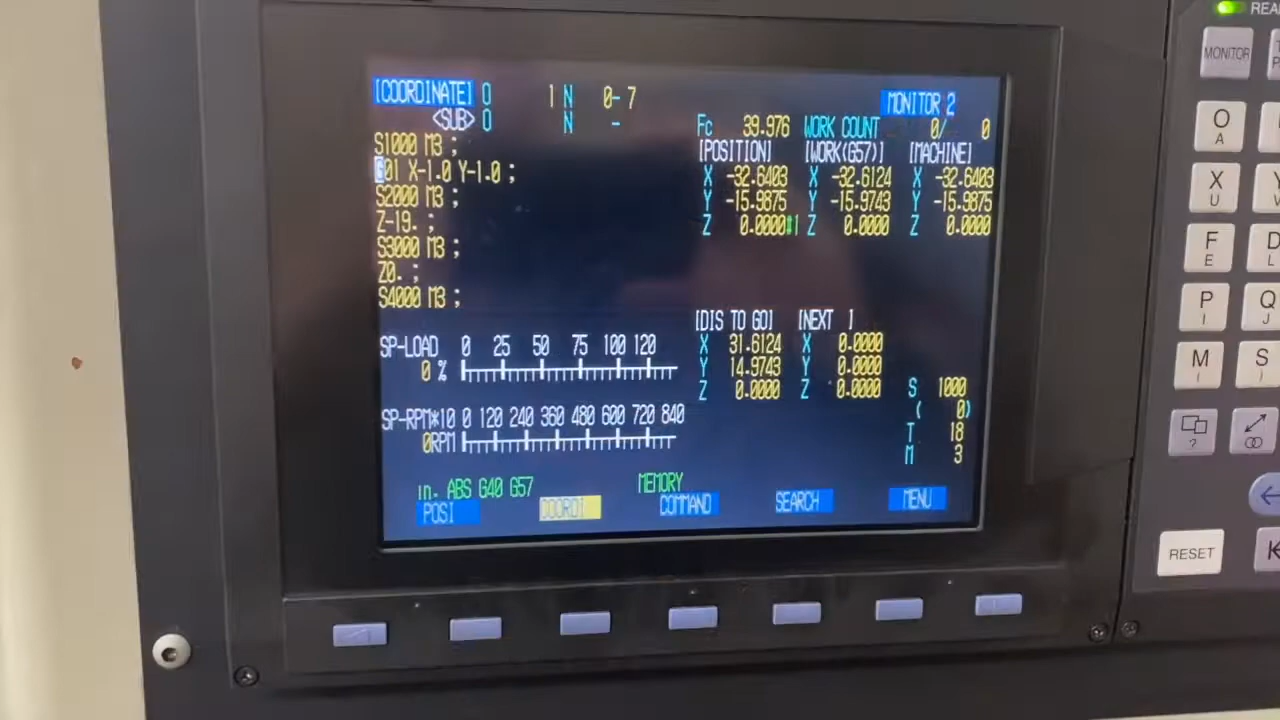 [COORDINATE] O 1 N 0- 7 MONITOR 2
<SUB> O N -
Fc 39.976 WORK COUNT 0/ 0
S1000 M3 ;
G01 X-1.0 Y-1.0 ;
S2000 M3 ;
Z-19. ;
S3000 M3 ;
Z0. ;
S4000 M3 ;
[POSITION] [WORK(G57)] [MACHINE]
X -32.6403 X -32.6124 X -32.6403
Y -15.9875 Y -15.9743 Y -15.9875
Z 0.0000#1 Z 0.0000 Z 0.0000
[DIS TO GO] [NEXT ]
X 31.6124 X 0.0000
Y 14.9743 Y 0.0000
Z 0.0000 Z 0.0000
SP-LOAD 0 25 50 75 100 120
0 %
SP-RPM*10 0 120 240 360 480 600 720 840
0RPM
S 1000
( 0)
T 18
M 3
in. ABS G40 G57 MEMORY
POSI COORDI COMMAND SEARCH MENU
MONITOR
O
A
X
U
F
E
P
I
Q
J
M
S
D
L
?
RESET